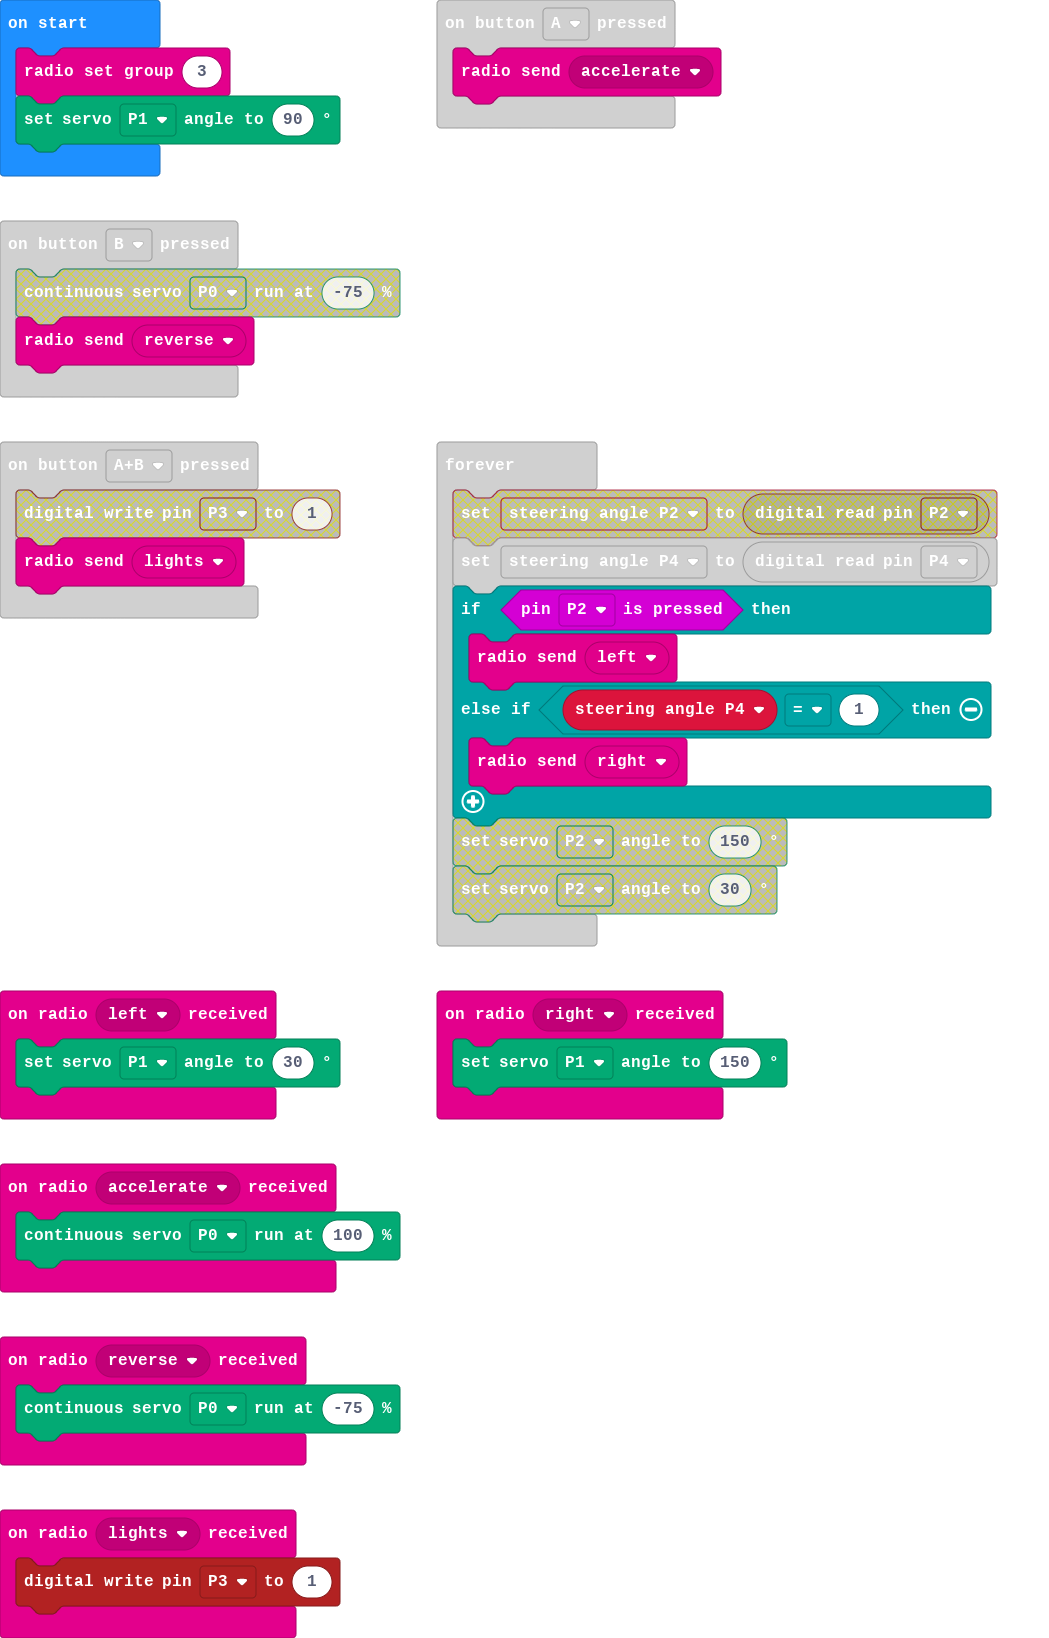 on start
radio set group 3
set servo P1 angle to 90 °
on button A pressed
radio send accelerate
on button B pressed
continuous servo P0 run at -75 %
radio send reverse
on button A+B pressed
digital write pin P3 to 1
radio send lights
forever
set steering angle P2 to digital read pin P2
set steering angle P4 to digital read pin P4
if pin P2 is pressed then
radio send left
else if steering angle P4 = 1 then
radio send right
set servo P2 angle to 150 °
set servo P2 angle to 30 °
on radio left received
set servo P1 angle to 30 °
on radio right received
set servo P1 angle to 150 °
on radio accelerate received
continuous servo P0 run at 100 %
on radio reverse received
continuous servo P0 run at -75 %
on radio lights received
digital write pin P3 to 1